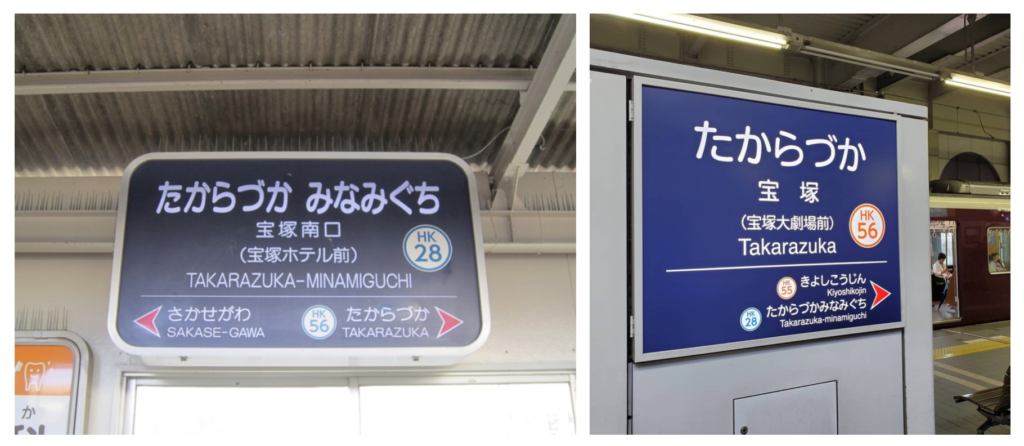 たからづか みなみぐち
宝塚南口
(宝塚ホテル前)
HK
28
TAKARAZUKA-MINAMIGUCHI
さかせがわ
SAKASE-GAWA
HK
56
たからづか
TAKARAZUKA
か
たからづか
宝塚
(宝塚大劇場前)
Takarazuka
HK
56
HK
55
きよしこうじん
Kiyoshikojin
HK
28
たからづかみなみぐち
Takarazuka-minamiguchi